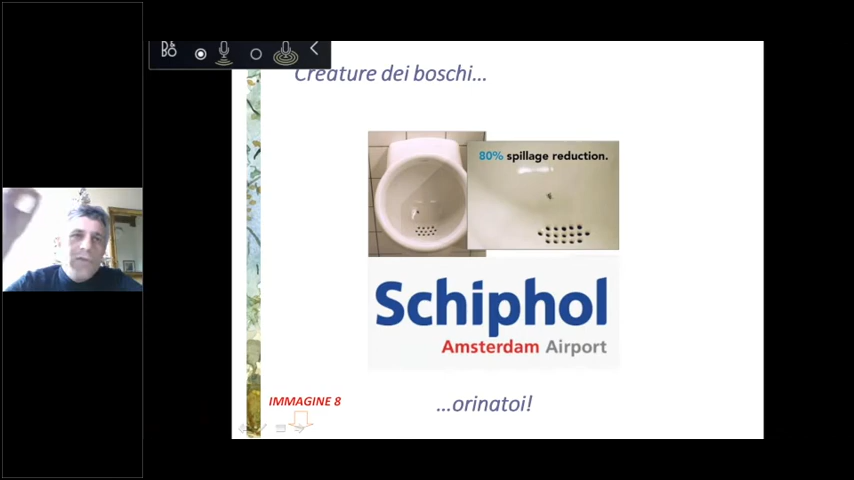 Creature dei boschi...
80% spillage reduction.
Schiphol
Amsterdam Airport
IMMAGINE 8
...orinatoi!